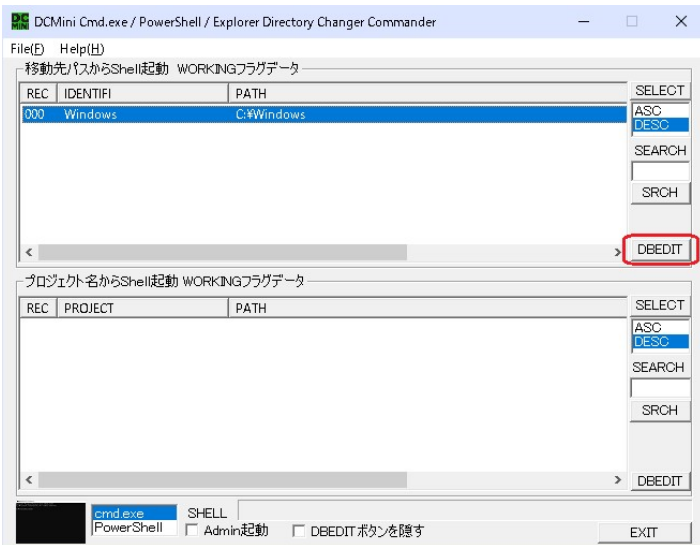 DCMini Cmd.exe / PowerShell / Explorer Directory Changer Commander
File(F) Help(H)
移動先パスからShell起動 WORKINGフラグデータ
REC IDENTIFI PATH
000 Windows C:¥Windows
SELECT
ASC
DESC
SEARCH
SRCH
DBEDIT
プロジェクト名からShell起動 WORKINGフラグデータ
REC PROJECT PATH
SELECT
ASC
DESC
SEARCH
SRCH
DBEDIT
cmd.exe
PowerShell
SHELL
Admin起動 DBEDITボタンを隠す
EXIT